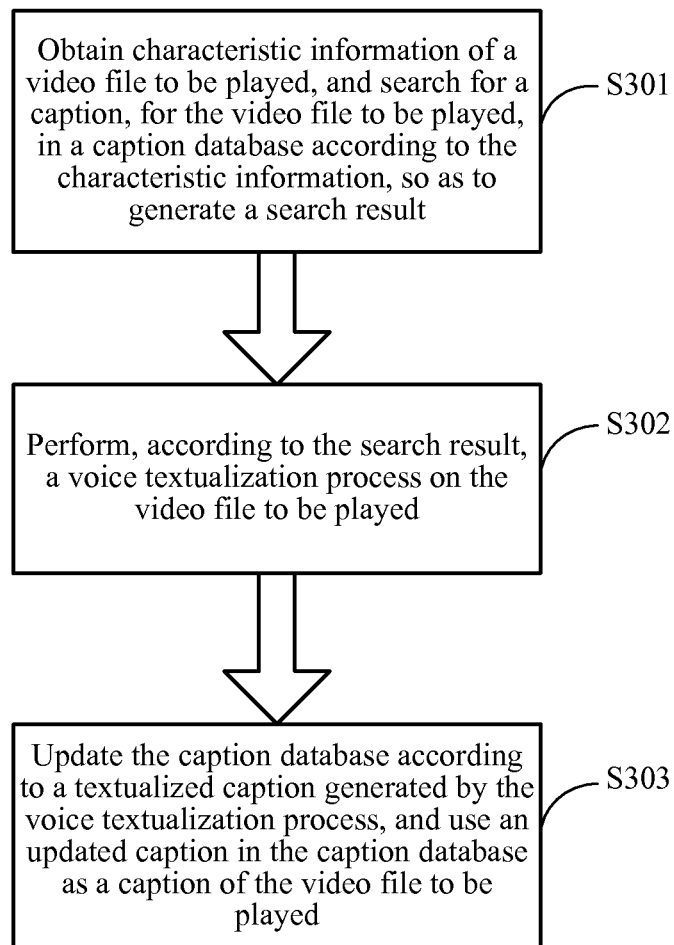 Obtain characteristic information of a
video file to be played, and search for a
caption, for the video file to be played,
in a caption database according to the
characteristic information, so as to
generate a search result
S301
Perform, according to the search result,
a voice textualization process on the
video file to be played
S302
Update the caption database according
to a textualized caption generated by the
voice textualization process, and use an
updated caption in the caption database
as a caption of the video file to be
played
S303